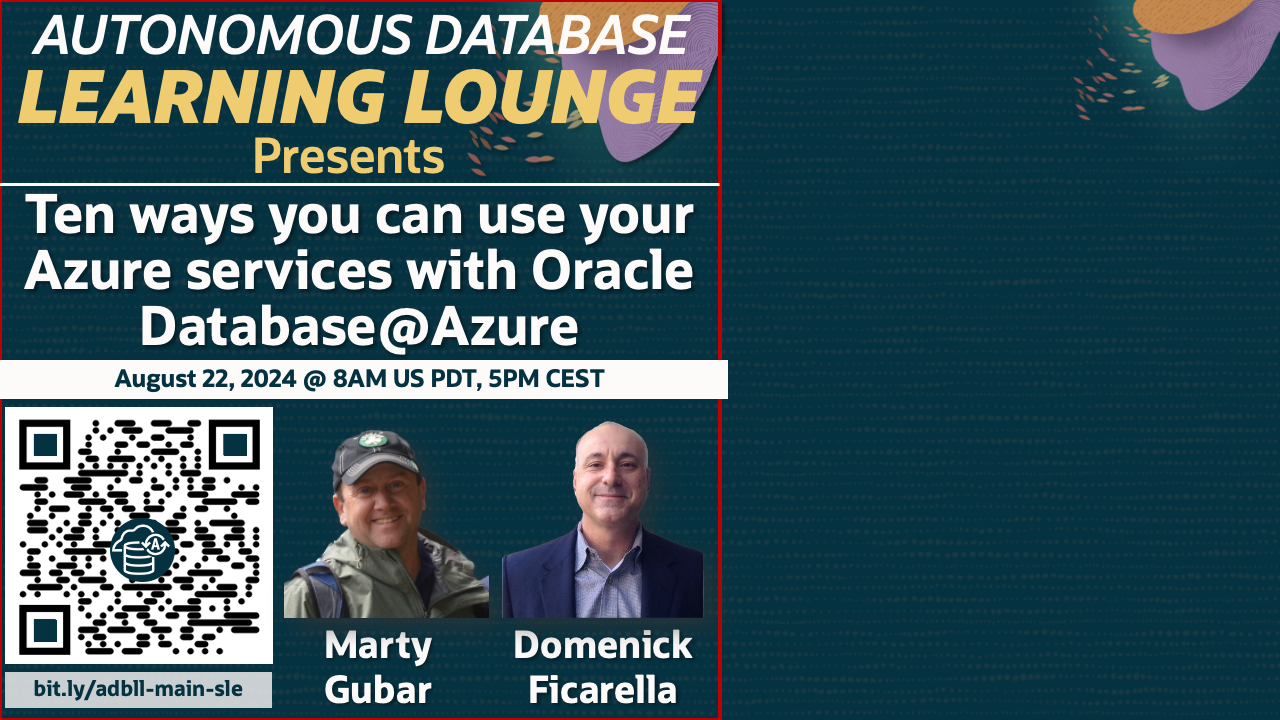 AUTONOMOUS DATABASE
LEARNING LOUNGE
Presents
Ten ways you can use your
Azure services with Oracle
Database@Azure
August 22, 2024 @ 8AM US PDT, 5PM CEST
A
bit.ly/adbll-main-sle
Marty
Gubar
Domenick
Ficarella